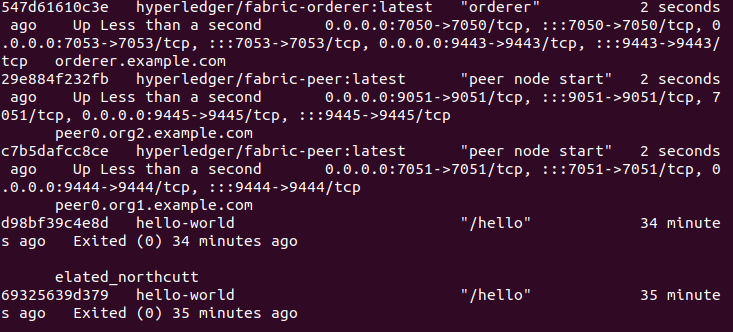 547d61610c3e   hyperledger/fabric-orderer:latest   "orderer"           2 seconds
 ago   Up Less than a second       0.0.0.0:7050->7050/tcp, :::7050->7050/tcp, 0
.0.0.0:7053->7053/tcp, :::7053->7053/tcp, 0.0.0.0:9443->9443/tcp, :::9443->9443/
tcp   orderer.example.com
29e884f232fb   hyperledger/fabric-peer:latest      "peer node start"   2 seconds
 ago   Up Less than a second       0.0.0.0:9051->9051/tcp, :::9051->9051/tcp, 7
051/tcp, 0.0.0.0:9445->9445/tcp, :::9445->9445/tcp
      peer0.org2.example.com
c7b5dafcc8ce   hyperledger/fabric-peer:latest      "peer node start"   2 seconds
 ago   Up Less than a second       0.0.0.0:7051->7051/tcp, :::7051->7051/tcp, 0
.0.0.0:9444->9444/tcp, :::9444->9444/tcp
      peer0.org1.example.com
d98bf39c4e8d   hello-world                         "/hello"            34 minute
s ago   Exited (0) 34 minutes ago
      elated_northcutt
69325639d379   hello-world                         "/hello"            35 minute
s ago   Exited (0) 35 minutes ago